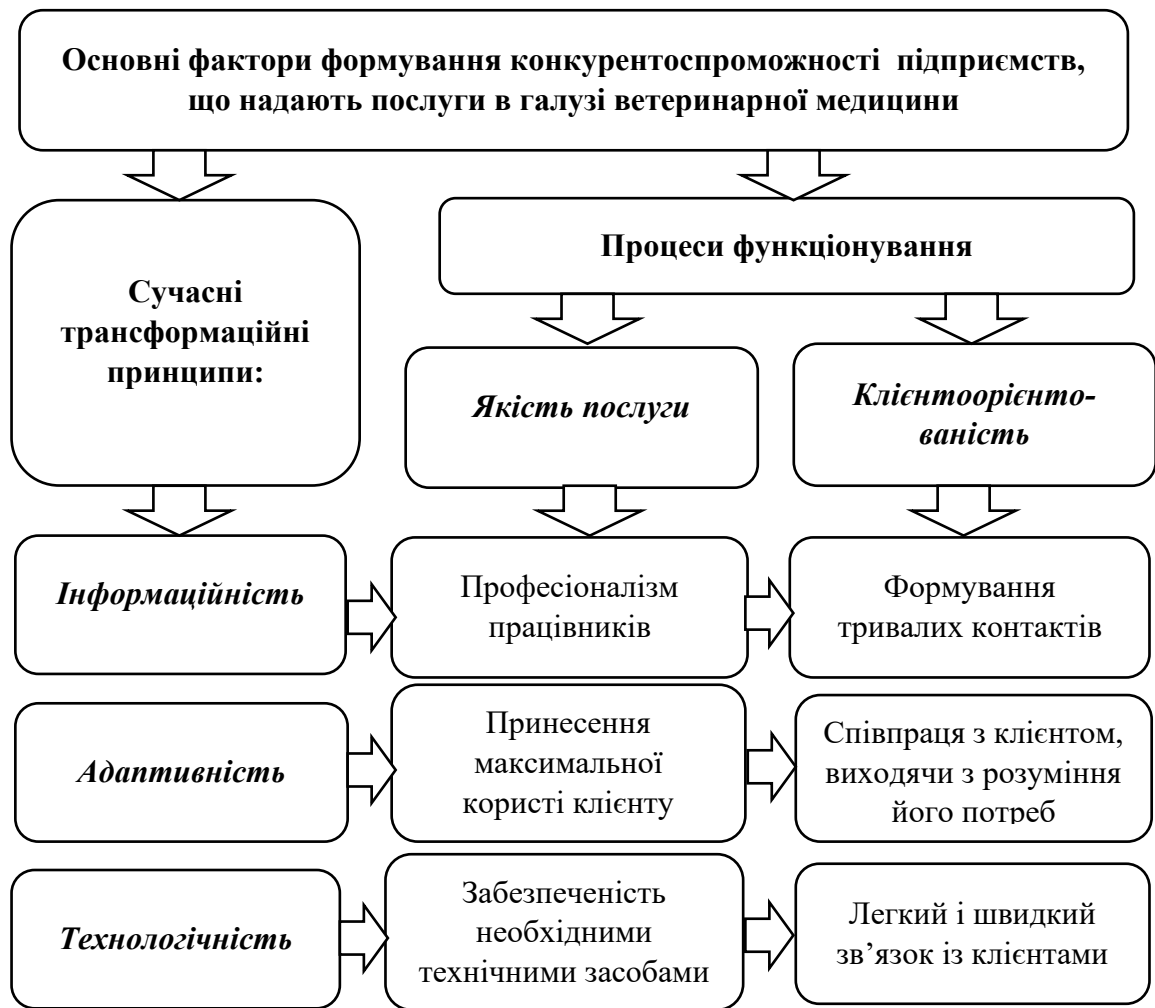 Основні фактори формування конкурентоспроможності підприємств,
що надають послуги в галузі ветеринарної медицини
Сучасні
трансформаційні
принципи:
Процеси функціонування
Якість послуги
Клієнтоорієнто-
ваність
Інформаційність
Професіоналізм
працівників
Формування
тривалих контактів
Адаптивність
Принесення
максимальної
користі клієнту
Співпраця з клієнтом,
виходячи з розуміння
його потреб
Технологічність
Забезпеченість
необхідними
технічними засобами
Легкий і швидкий
зв’язок із клієнтами